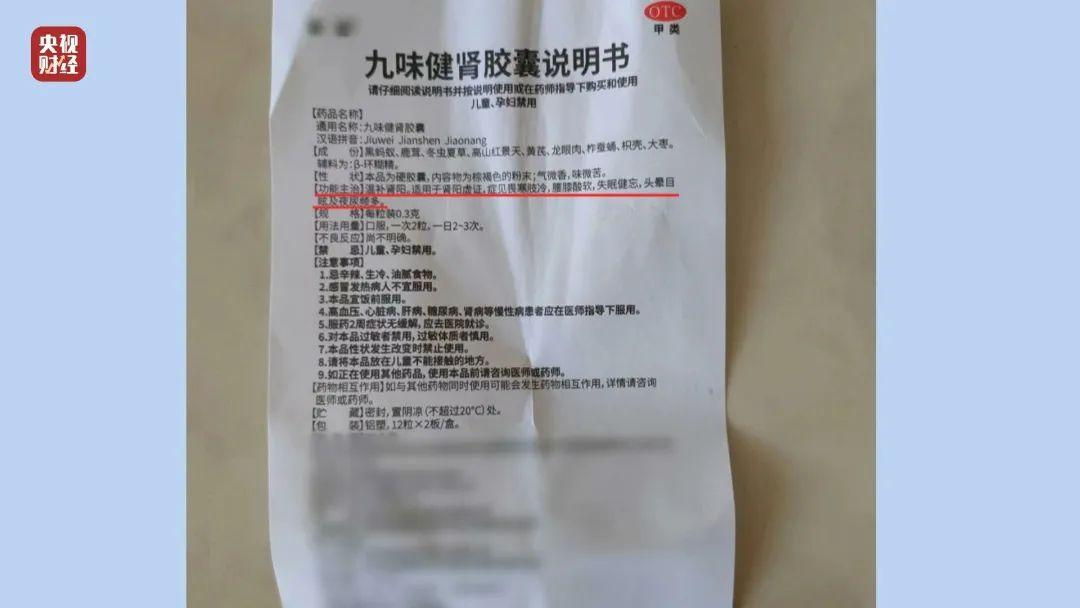 央视
财经
OTC
甲类
九味健肾胶囊说明书
请仔细阅读说明书并按说明使用或在药师指导下购买和使用
儿童、孕妇禁用
【药品名称】
通用名称：九味健肾胶囊
汉语拼音：Jiuwei Jianshen Jiaonang
【成　份】黑蚂蚁、鹿茸、冬虫夏草、高山红景天、黄芪、龙眼肉、柞蚕蛹、枳壳、大枣。
辅料为：β-环糊精。
【性　状】本品为硬胶囊，内容物为棕褐色的粉末；气微香，味微苦。
【功能主治】温补肾阳。适用于肾阳虚证，症见畏寒肢冷，腰膝酸软，失眠健忘，头晕目
眩及夜尿频多。
【规　格】每粒装0.3克
【用法用量】口服，一次2粒，一日2~3次。
【不良反应】尚不明确。
【禁　忌】儿童、孕妇禁用。
【注意事项】
1.忌辛辣、生冷、油腻食物。
2.感冒发热病人不宜服用。
3.本品宜饭前服用。
4.高血压、心脏病、肝病、糖尿病、肾病等慢性病患者应在医师指导下服用。
5.服药2周症状无缓解，应去医院就诊。
6.对本品过敏者禁用，过敏体质者慎用。
7.本品性状发生改变时禁止使用。
8.请将本品放在儿童不能接触的地方。
9.如正在使用其他药品，使用本品前请咨询医师或药师。
【药物相互作用】如与其他药物同时使用可能会发生药物相互作用，详情请咨询
医师或药师。
【贮　藏】密封，置阴凉（不超过20℃）处。
【包　装】铝塑，12粒×2板/盒。